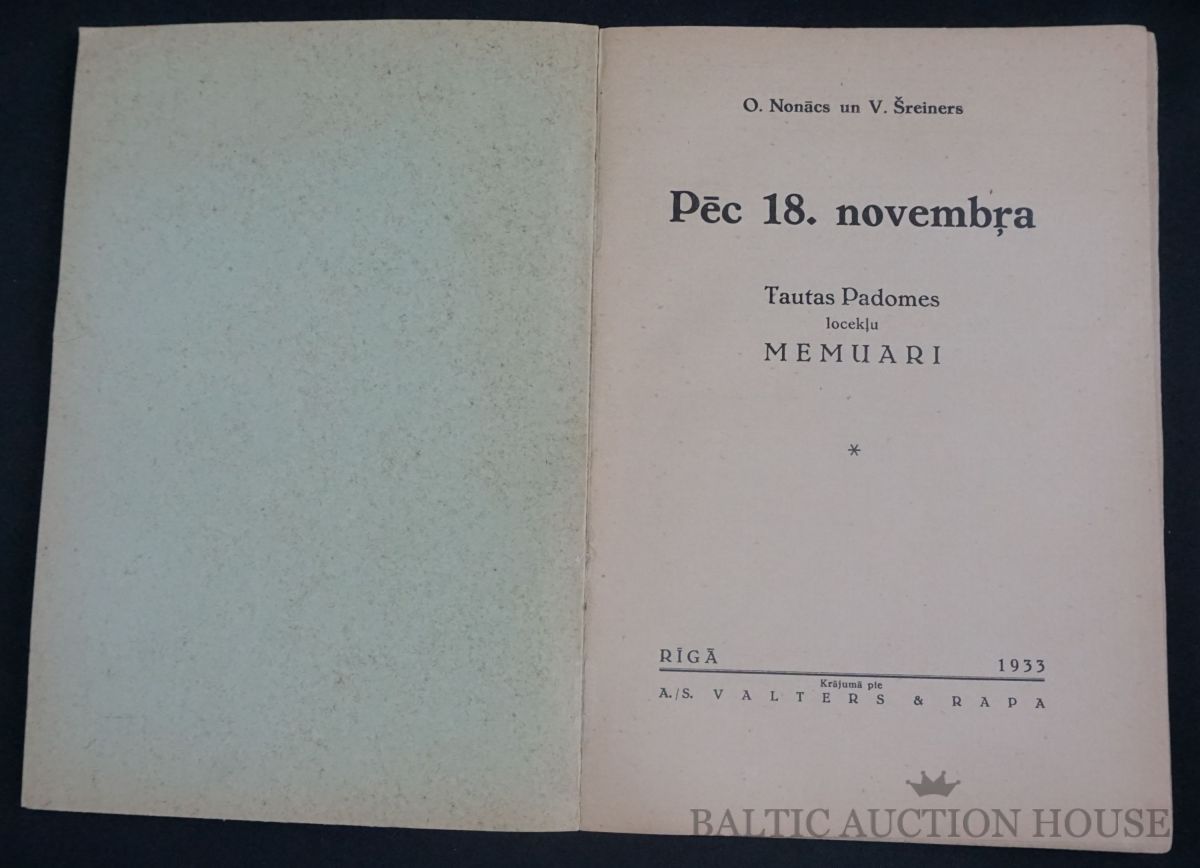 O. Nonācs un V. Šreiners
Pēc 18. novembŗa
Tautas Padomes
locekļu
MEMUARI
*
RĪGĀ 1933
Krājumā pie
A./S. VALTERS & RAPA
BALTIC AUCTION HOUSE